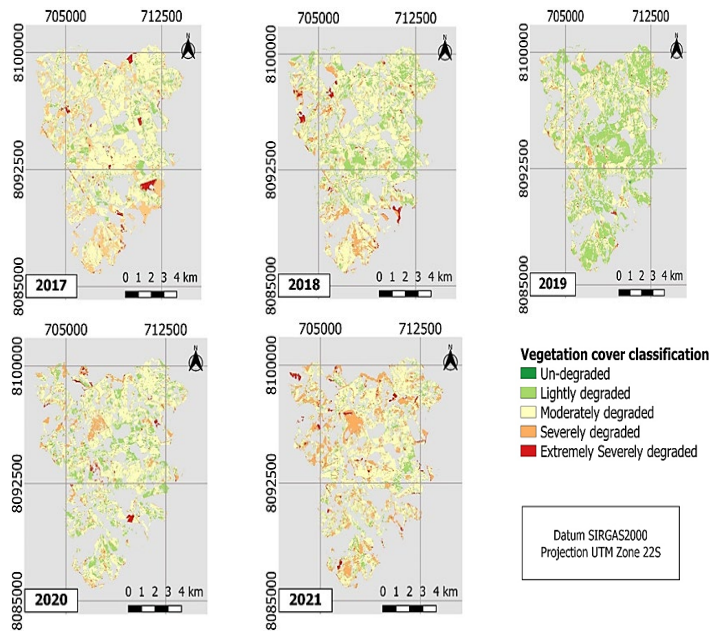 705000 712500
N
8100000
8092500
8085000
2017
0 1 2 3 4 km
705000 712500
N
8100000
8092500
8085000
2018
0 1 2 3 4 km
705000 712500
N
8100000
8092500
8085000
2019
0 1 2 3 4 km
705000 712500
N
8100000
8092500
8085000
2020
0 1 2 3 4 km
705000 712500
N
8100000
8092500
8085000
2021
0 1 2 3 4 km
Vegetation cover classification
Un-degraded
Lightly degraded
Moderately degraded
Severely degraded
Extremely Severely degraded
Datum SIRGAS2000
Projection UTM Zone 22S